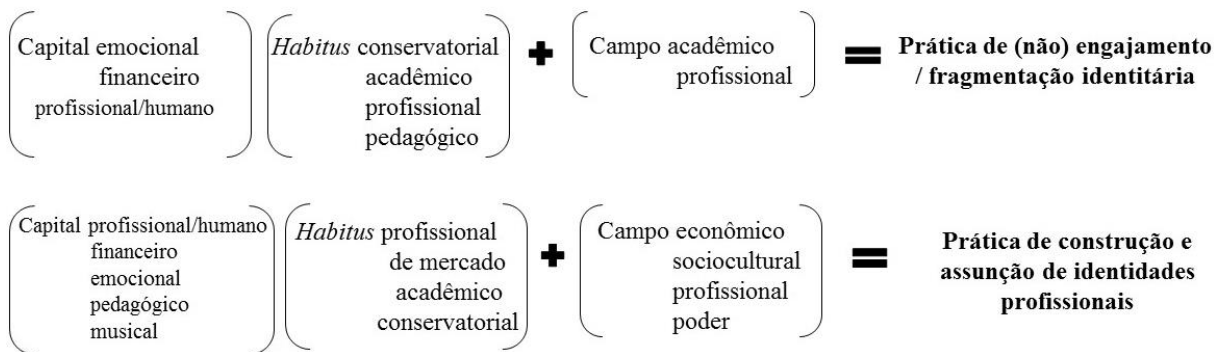 Capital emocional
financeiro
profissional/humano
Habitus conservatorial
acadêmico
profissional
pedagógico
+
Campo acadêmico
profissional
=
Prática de (não) engajamento
/ fragmentação identitária
Capital profissional/humano
financeiro
emocional
pedagógico
musical
Habitus profissional
de mercado
acadêmico
conservatorial
+
Campo econômico
sociocultural
profissional
poder
=
Prática de construção e
assunção de identidades
profissionais